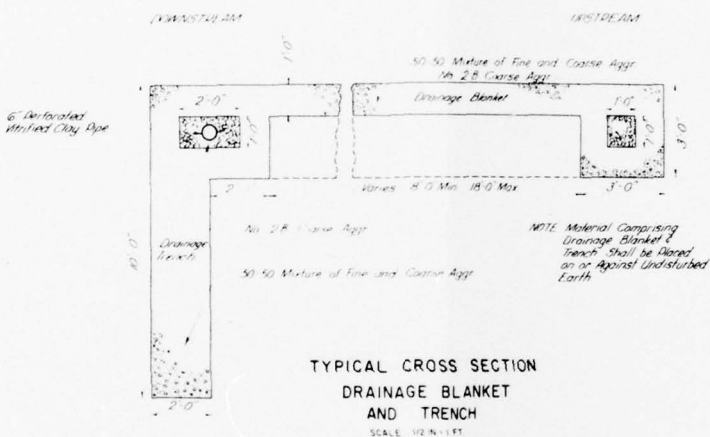 DOWNSTREAM
UPSTREAM
1'-0"
50-50 Mixture of Fine and Coarse Aggr.
No. 2B Coarse Aggr.
6" Perforated
Vitrified Clay Pipe
2'-0"
1'-0"
Drainage Blanket
1'-0"
1'-0"
3'-0"
2'
Varies 8'-0" Min. 18'-0" Max.
3'-0"
No. 2B Coarse Aggr.
NOTE: Material Comprising
Drainage Blanket &
Trench Shall be Placed
on or Against Undisturbed
Earth
Drainage
Trench
10'-0"
50-50 Mixture of Fine and Coarse Aggr.
2'-0"
TYPICAL CROSS SECTION
DRAINAGE BLANKET
AND TRENCH
SCALE 1/2 IN = 1 FT